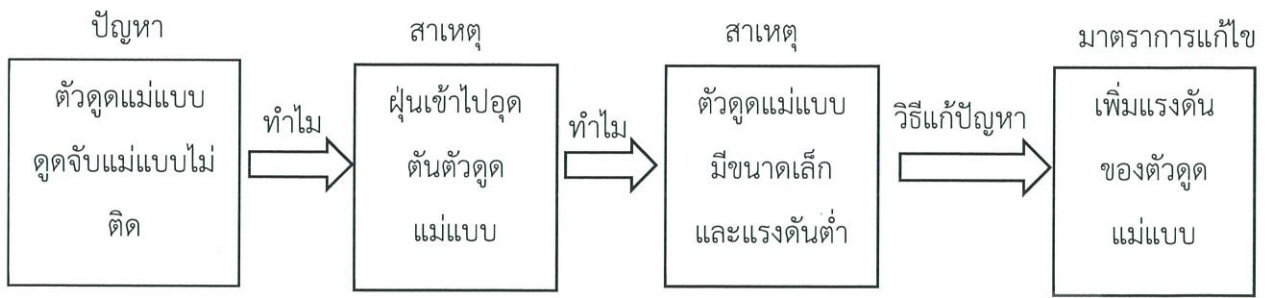 ปัญหา
ตัวดูดแม่แบบ
ดูดจับแม่แบบไม่
ติด
ทำไม
สาเหตุ
ฝุ่นเข้าไปอุด
ตันตัวดูด
แม่แบบ
ทำไม
สาเหตุ
ตัวดูดแม่แบบ
มีขนาดเล็ก
และแรงดันต่ำ
วิธีแก้ปัญหา
มาตราการแก้ไข
เพิ่มแรงดัน
ของตัวดูด
แม่แบบ